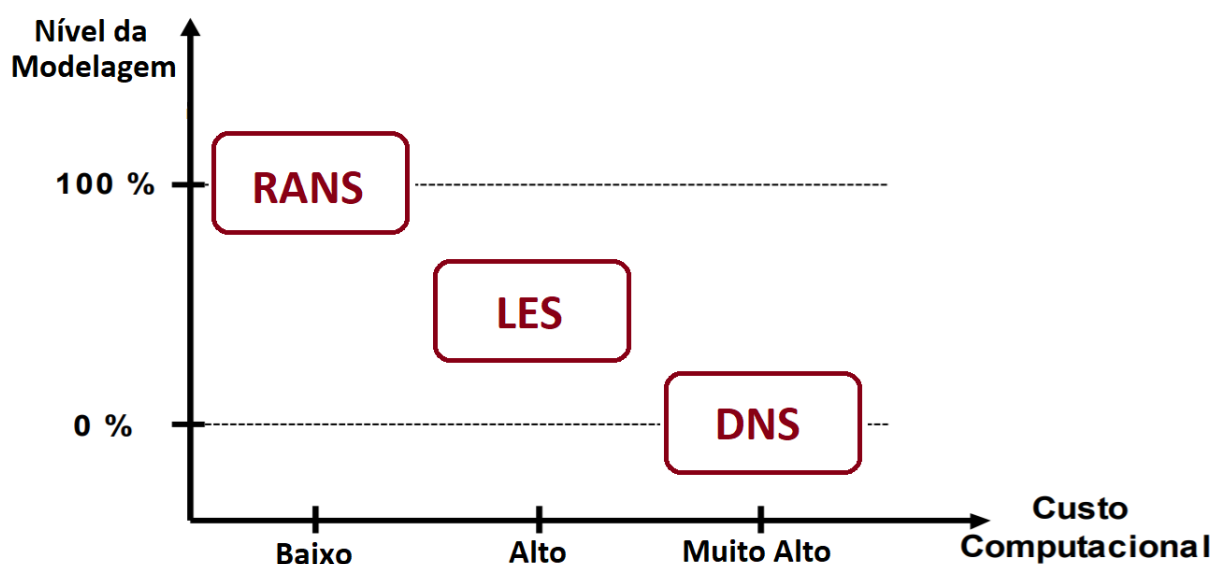 Nível da
Modelagem
100 %
RANS
LES
0 %
DNS
Baixo
Alto
Muito Alto
Custo
Computacional